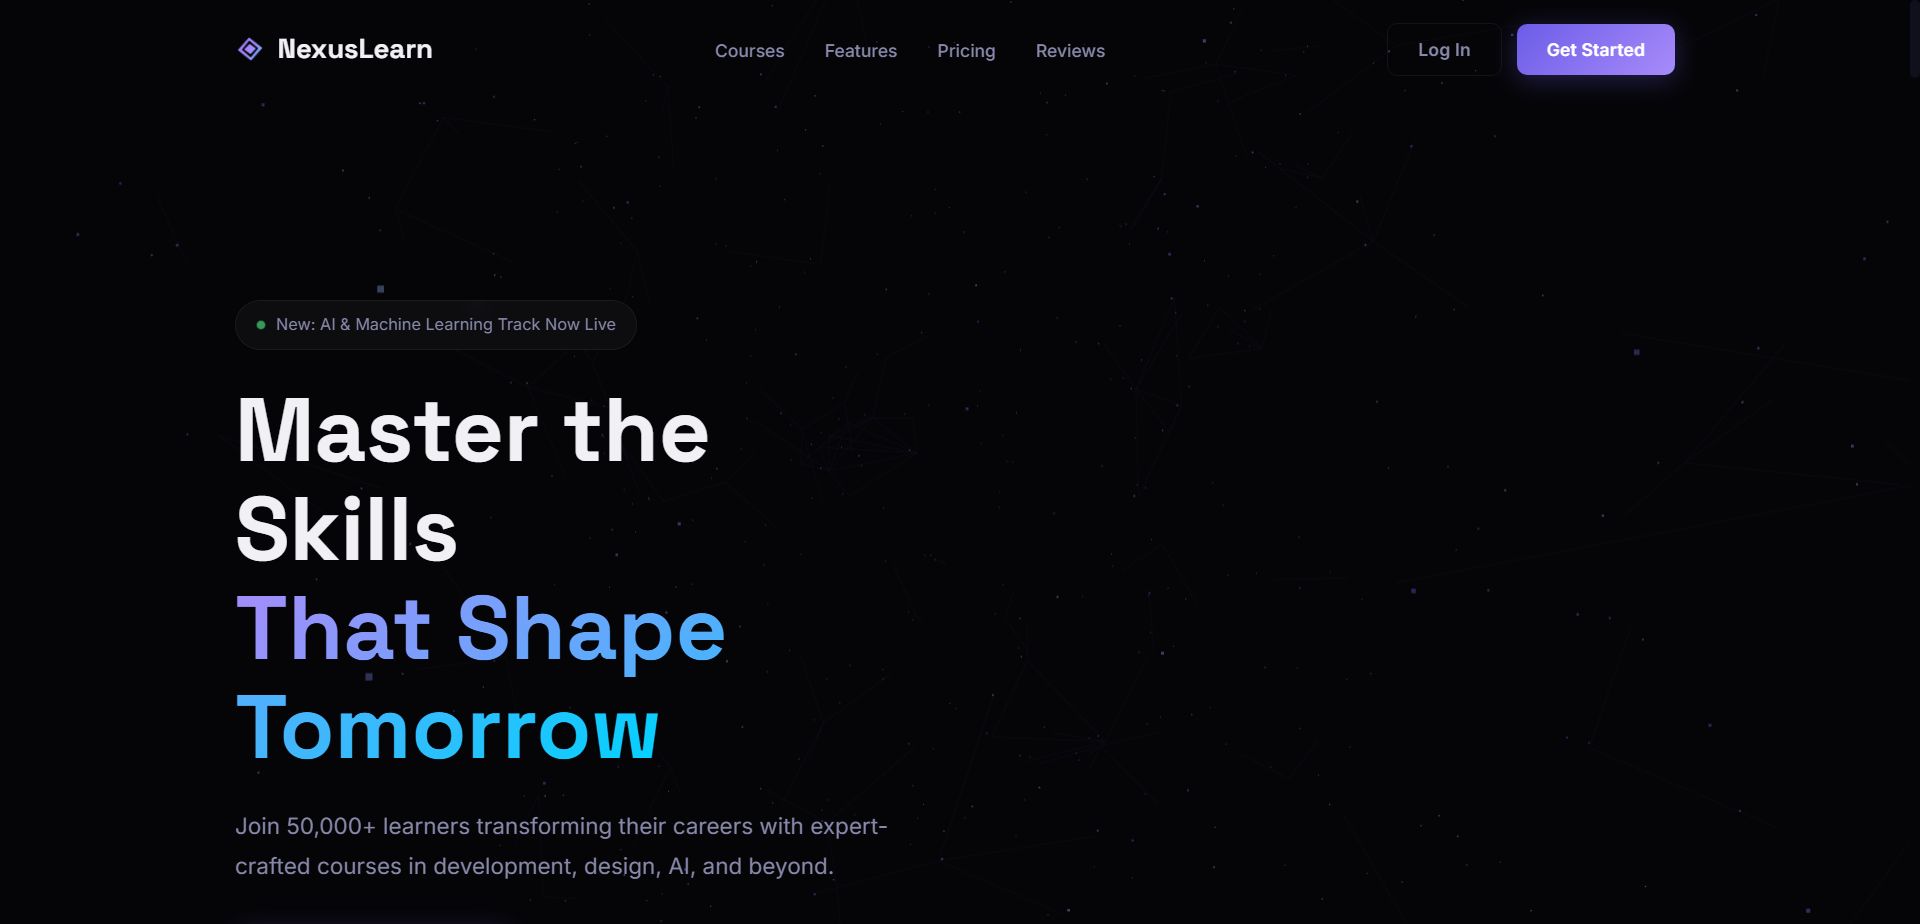 NexusLearn
Courses Features Pricing Reviews
Log In
Get Started
New: AI & Machine Learning Track Now Live
Master the
Skills
That Shape
Tomorrow
Join 50,000+ learners transforming their careers with expert-
crafted courses in development, design, AI, and beyond.